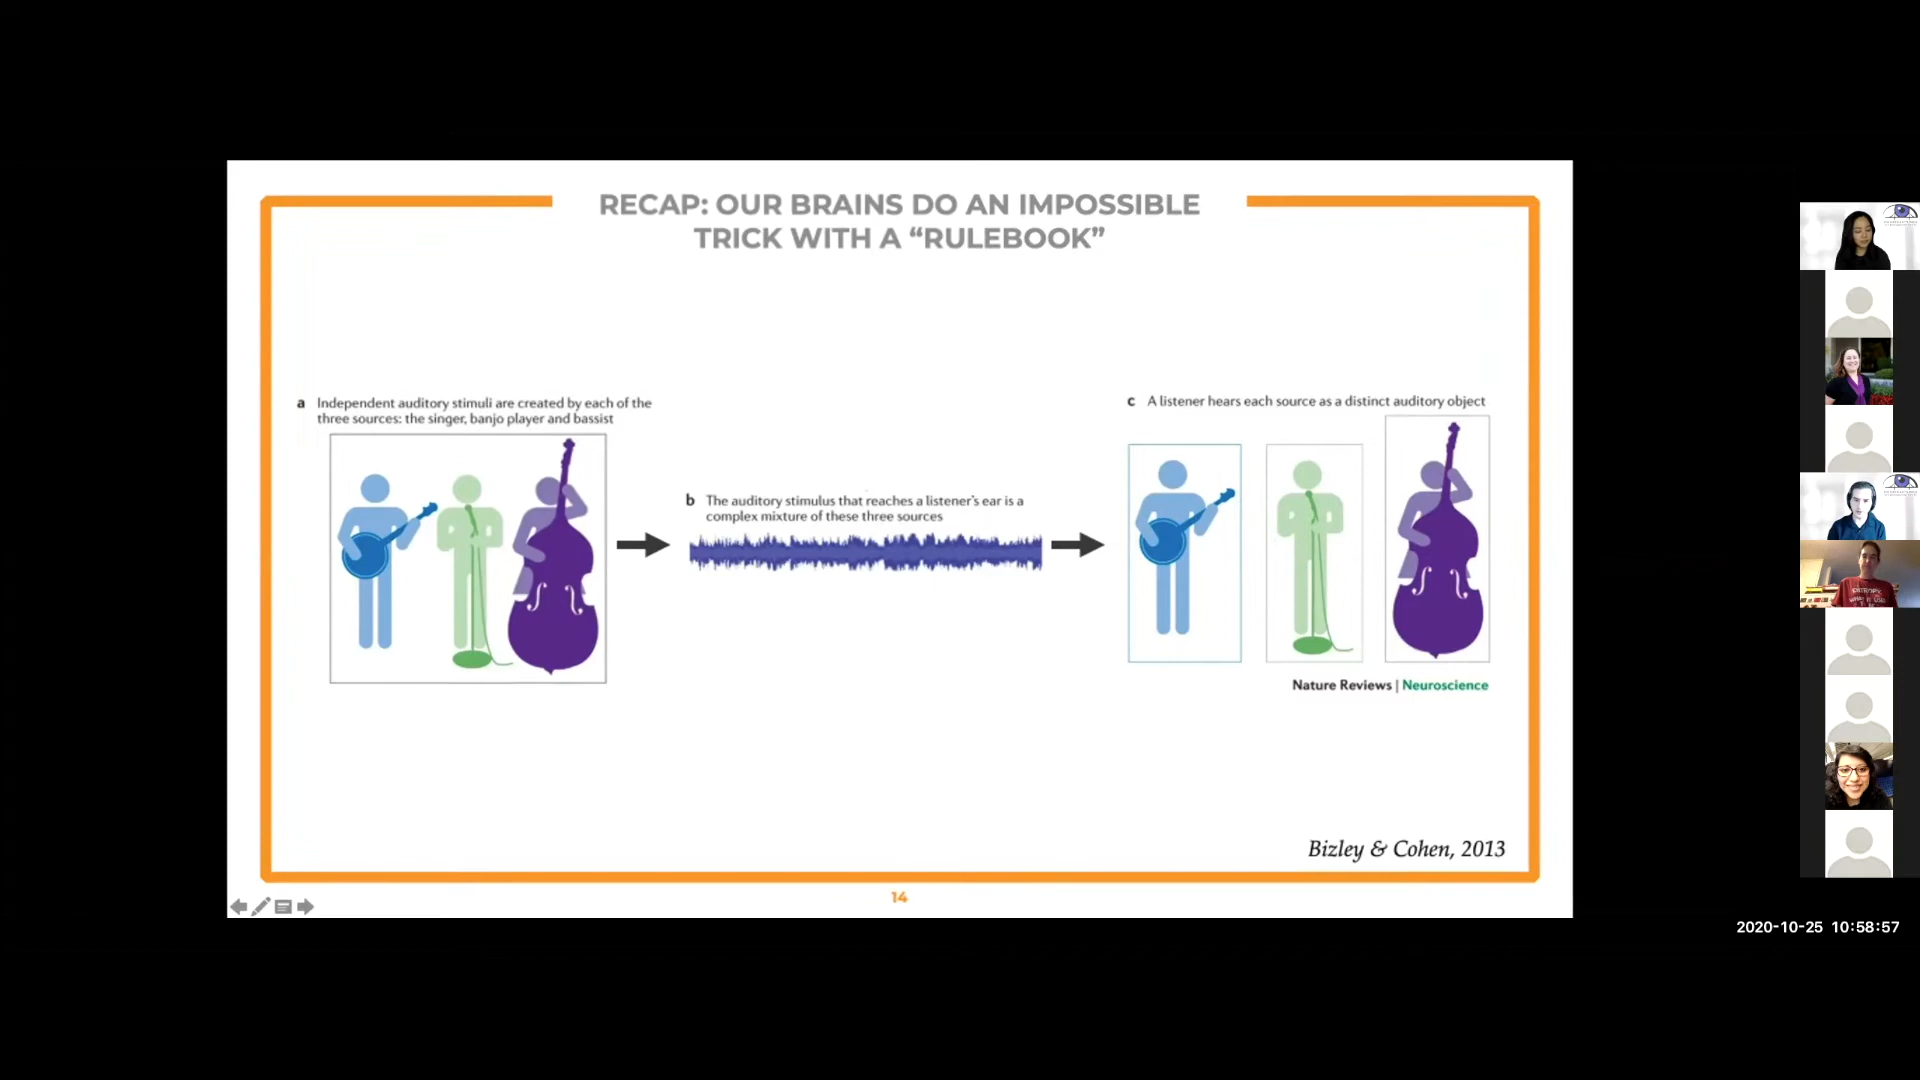 RECAP: OUR BRAINS DO AN IMPOSSIBLE
TRICK WITH A “RULEBOOK”
a Independent auditory stimuli are created by each of the
three sources: the singer, banjo player and bassist
b The auditory stimulus that reaches a listener's ear is a
complex mixture of these three sources
c A listener hears each source as a distinct auditory object
Nature Reviews | Neuroscience
Bizley & Cohen, 2013
14
ENTROPY:
2020-10-25 10:58:57